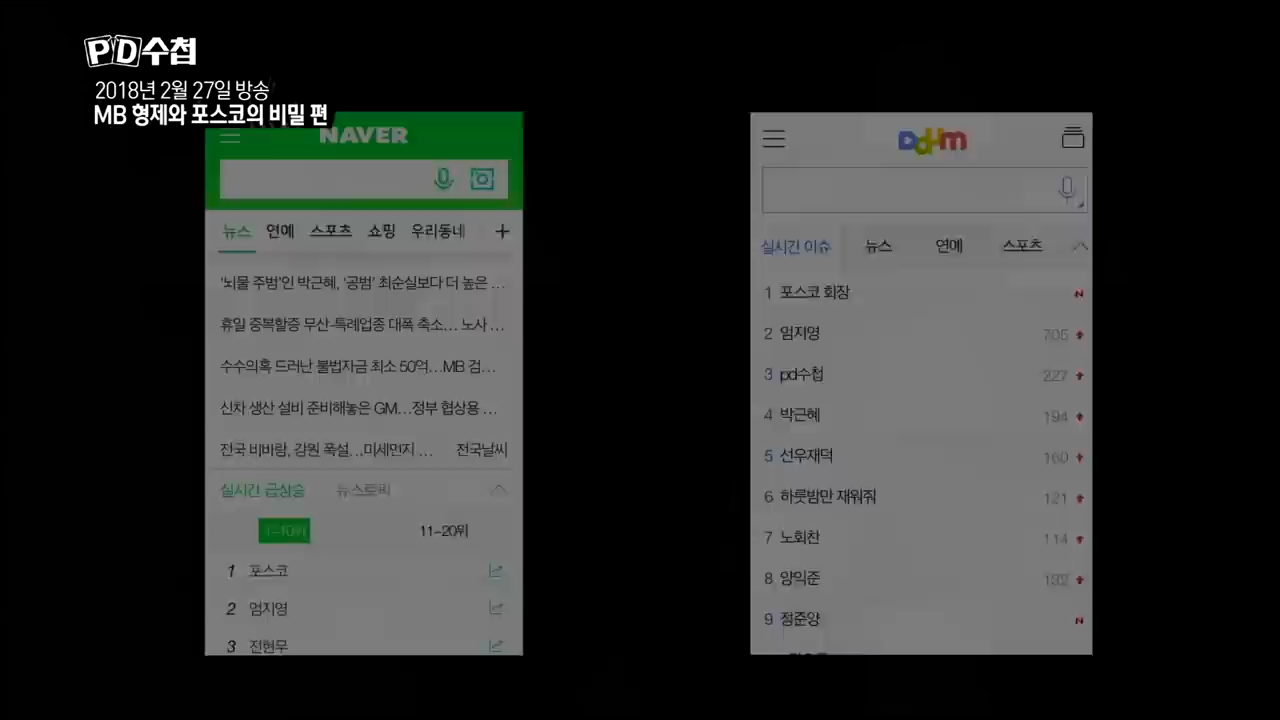 PD수첩
2018년 2월 27일 방송
MB 형제와 포스코의 비밀 편
NAVER
뉴스 연예 스포츠 쇼핑 우리동네 +
'뇌물 주범'인 박근혜, '공범' 최순실보다 더 높은 ...
휴일 중복할증 무산-특례업종 대폭 축소... 노사 ...
수수의혹 드러난 불법자금 최소 50억...MB 검...
신차 생산 설비 준비해놓은 GM...정부 협상용 ...
전국 비바람, 강원 폭설...미세먼지 ... 전국날씨
실시간 급상승 뉴스토픽
1~10위 11~20위
1 포스코
2 엄지영
3 전현무
Daum
실시간 이슈 뉴스 연예 스포츠
1 포스코 회장 N
2 엄지영 705
3 pd수첩 227
4 박근혜 194
5 선우재덕 160
6 하룻밤만 재워줘 121
7 노회찬 114
8 양익준 132
9 정준양 N